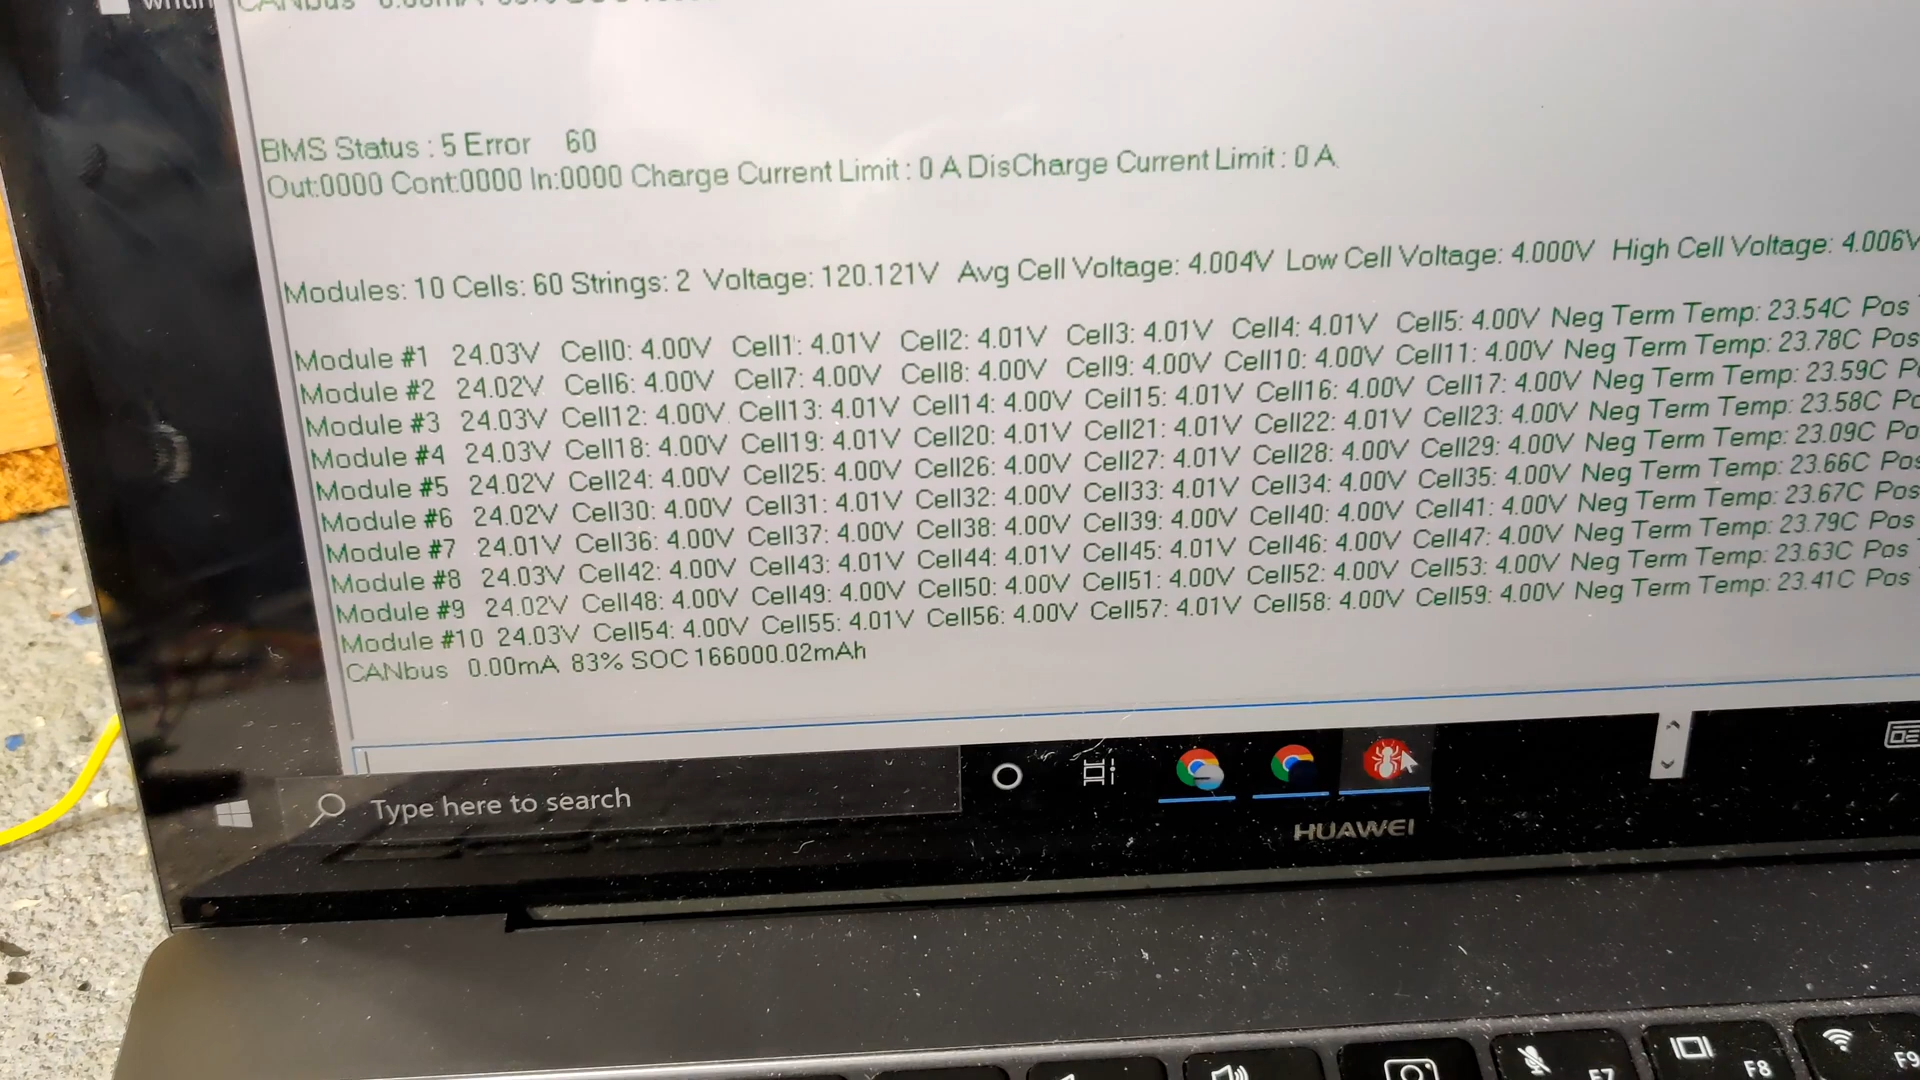 CANbus 0.00mA
BMS Status : 5 Error 60
Out:0000 Cont:0000 In:0000 Charge Current Limit : 0 A DisCharge Current Limit : 0 A
Modules: 10 Cells: 60 Strings: 2 Voltage: 120.121V Avg Cell Voltage: 4.004V Low Cell Voltage: 4.000V High Cell Voltage: 4.006V
Module #1 24.03V Cell0: 4.00V Cell1: 4.01V Cell2: 4.01V Cell3: 4.01V Cell4: 4.01V Cell5: 4.00V Neg Term Temp: 23.54C Pos
Module #2 24.02V Cell6: 4.00V Cell7: 4.00V Cell8: 4.00V Cell9: 4.00V Cell10: 4.00V Cell11: 4.00V Neg Term Temp: 23.78C Pos
Module #3 24.03V Cell12: 4.00V Cell13: 4.01V Cell14: 4.00V Cell15: 4.01V Cell16: 4.00V Cell17: 4.00V Neg Term Temp: 23.59C
Module #4 24.03V Cell18: 4.00V Cell19: 4.01V Cell20: 4.01V Cell21: 4.01V Cell22: 4.01V Cell23: 4.00V Neg Term Temp: 23.58C
Module #5 24.02V Cell24: 4.00V Cell25: 4.00V Cell26: 4.00V Cell27: 4.01V Cell28: 4.00V Cell29: 4.00V Neg Term Temp: 23.09C
Module #6 24.02V Cell30: 4.00V Cell31: 4.01V Cell32: 4.00V Cell33: 4.01V Cell34: 4.00V Cell35: 4.00V Neg Term Temp: 23.66C Pos
Module #7 24.01V Cell36: 4.00V Cell37: 4.00V Cell38: 4.00V Cell39: 4.00V Cell40: 4.00V Cell41: 4.00V Neg Term Temp: 23.67C Pos
Module #8 24.03V Cell42: 4.00V Cell43: 4.01V Cell44: 4.01V Cell45: 4.01V Cell46: 4.00V Cell47: 4.00V Neg Term Temp: 23.79C Pos
Module #9 24.02V Cell48: 4.00V Cell49: 4.00V Cell50: 4.00V Cell51: 4.00V Cell52: 4.00V Cell53: 4.00V Neg Term Temp: 23.63C Pos
Module #10 24.03V Cell54: 4.00V Cell55: 4.01V Cell56: 4.00V Cell57: 4.01V Cell58: 4.00V Cell59: 4.00V Neg Term Temp: 23.41C Pos
CANbus 0.00mA 83% SOC 166000.02mAh
Type here to search
HUAWEI
F7 F8 F9